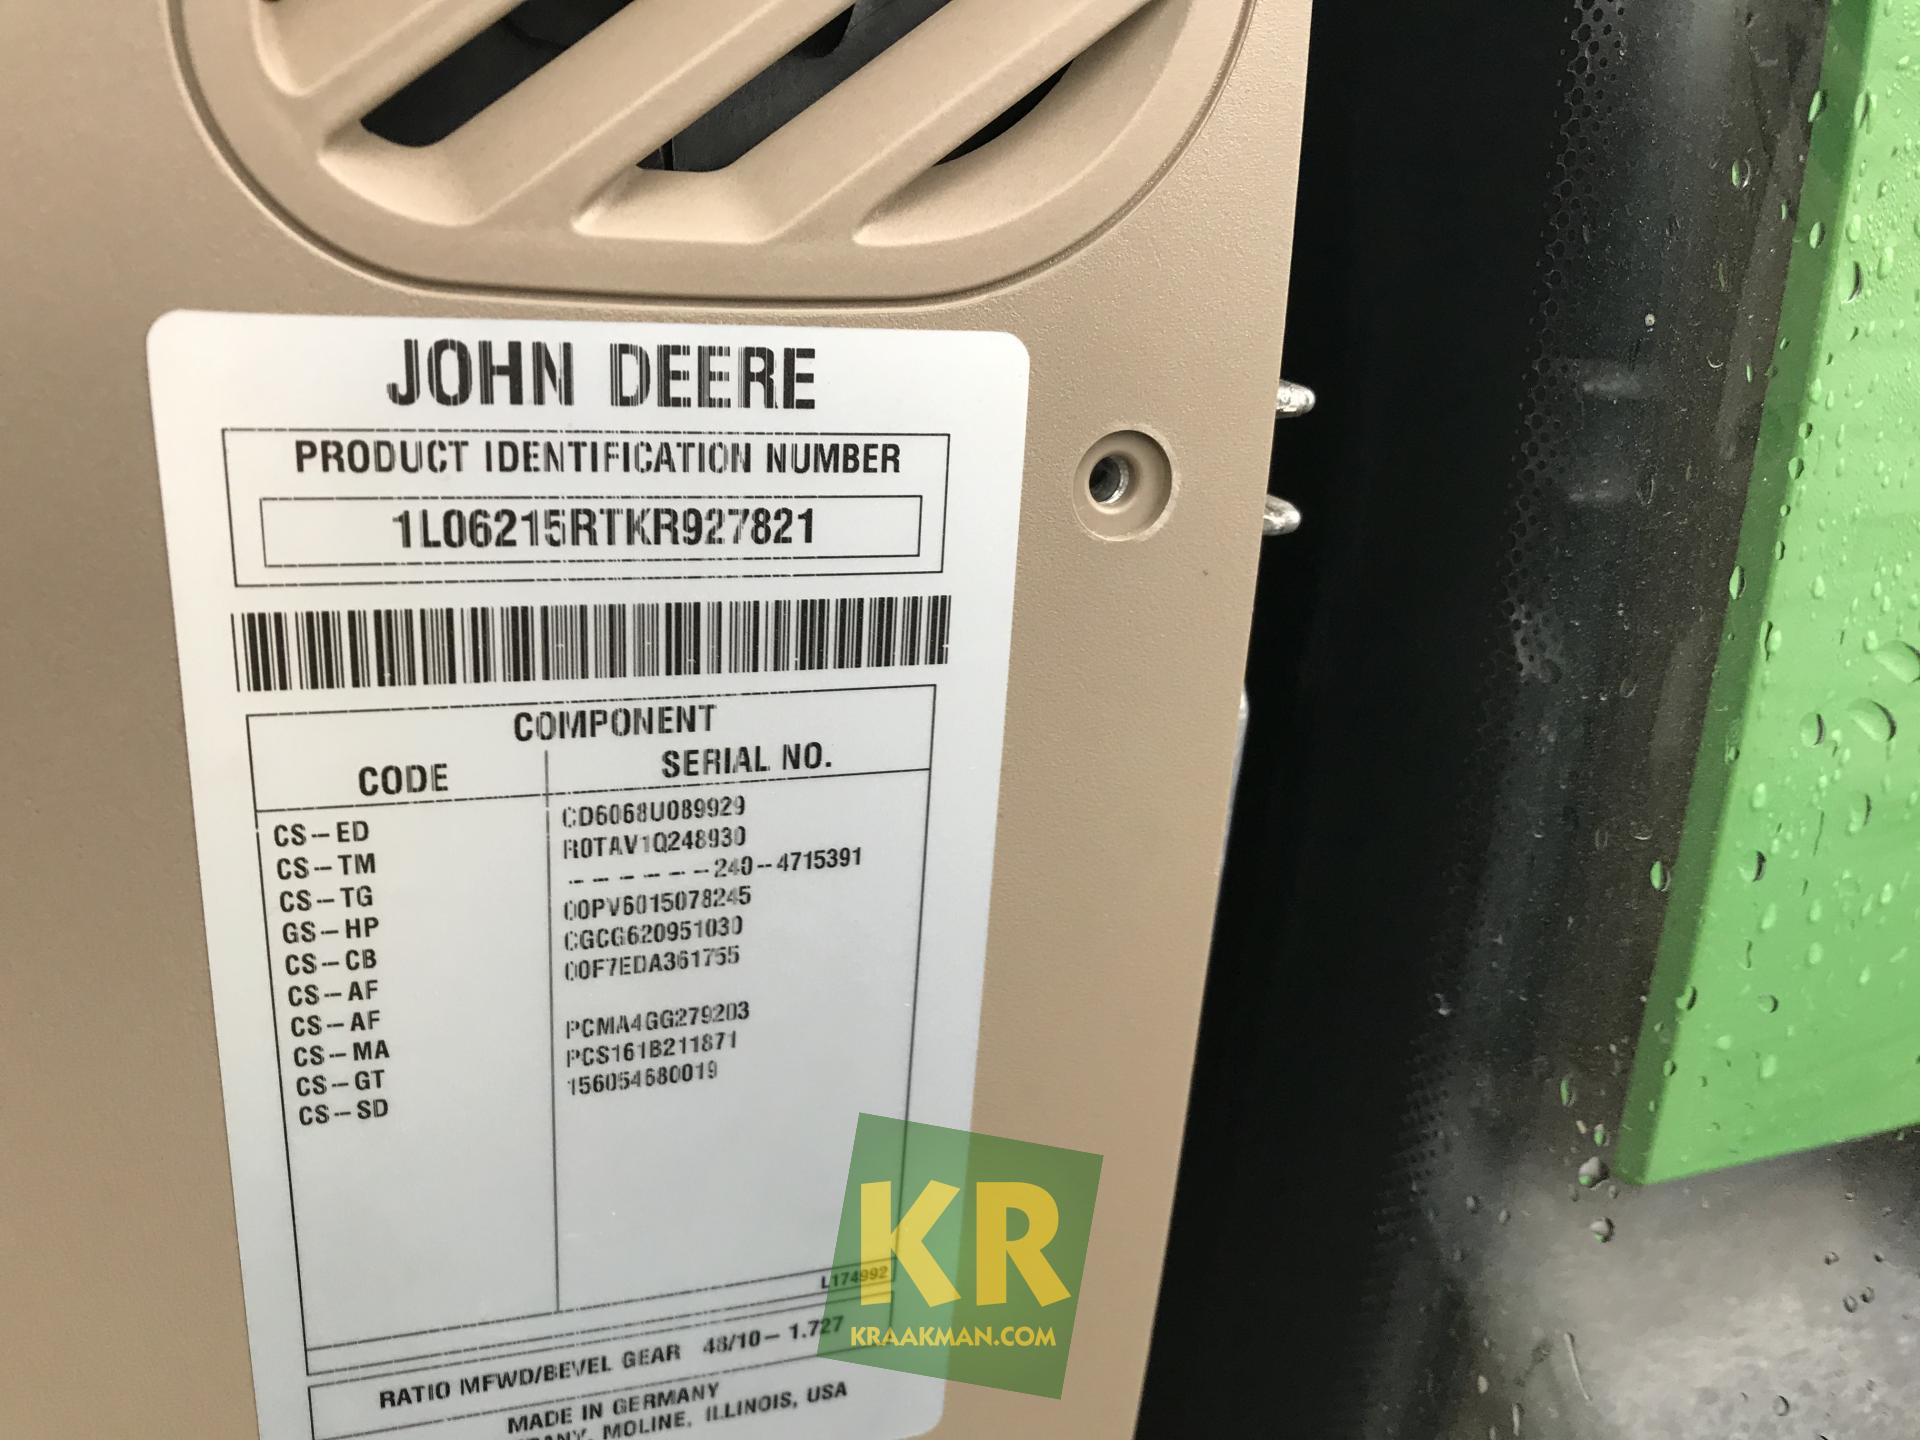 JOHN DEERE
PRODUCT IDENTIFICATION NUMBER
1L06215RTKR927821
COMPONENT
CODE SERIAL NO.
CS-ED CD6068U089929
CS-TM R0TAV1Q248930
CS-TG ------240--4715391
GS-HP 00PV6015078245
CS-CB CGCG620951030
CS-AF 00F7EDA361755
CS-AF
CS-MA PCMA4GG279203
CS-GT PCS161B211871
CS-SD 156054680019
L174992
RATIO MFWD/BEVEL GEAR 48/10-1.727
MADE IN GERMANY
MOLINE, ILLINOIS, USA
KR
KRAAKMAN.COM